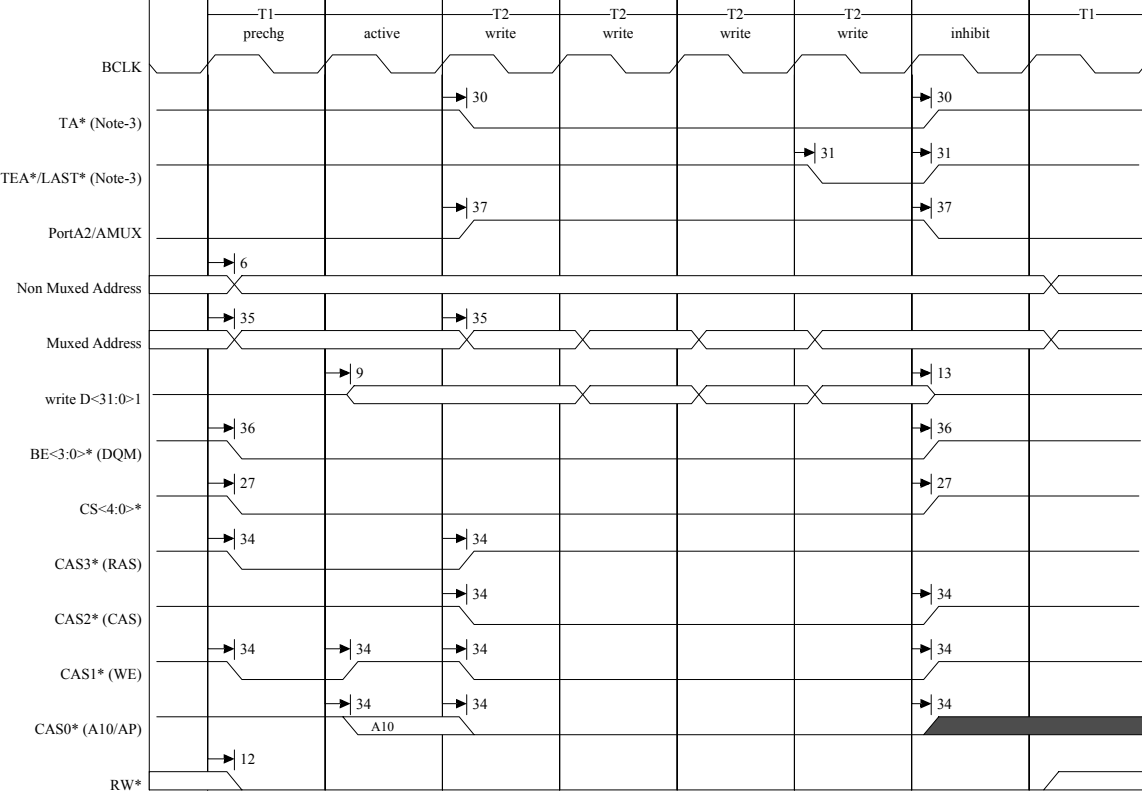 T1 T2 T2 T2 T2 T1
prechg active write write write write inhibit
BCLK
30 30
TA* (Note-3)
31 31
TEA*/LAST* (Note-3)
37 37
PortA2/AMUX
6
Non Muxed Address
35 35
Muxed Address
9 13
write D<31:0>1
36 36
BE<3:0>* (DQM)
27 27
CS<4:0>*
34 34
CAS3* (RAS)
34 34
CAS2* (CAS)
34 34 34 34
CAS1* (WE)
34 34 34
CAS0* (A10/AP) A10
12
RW*